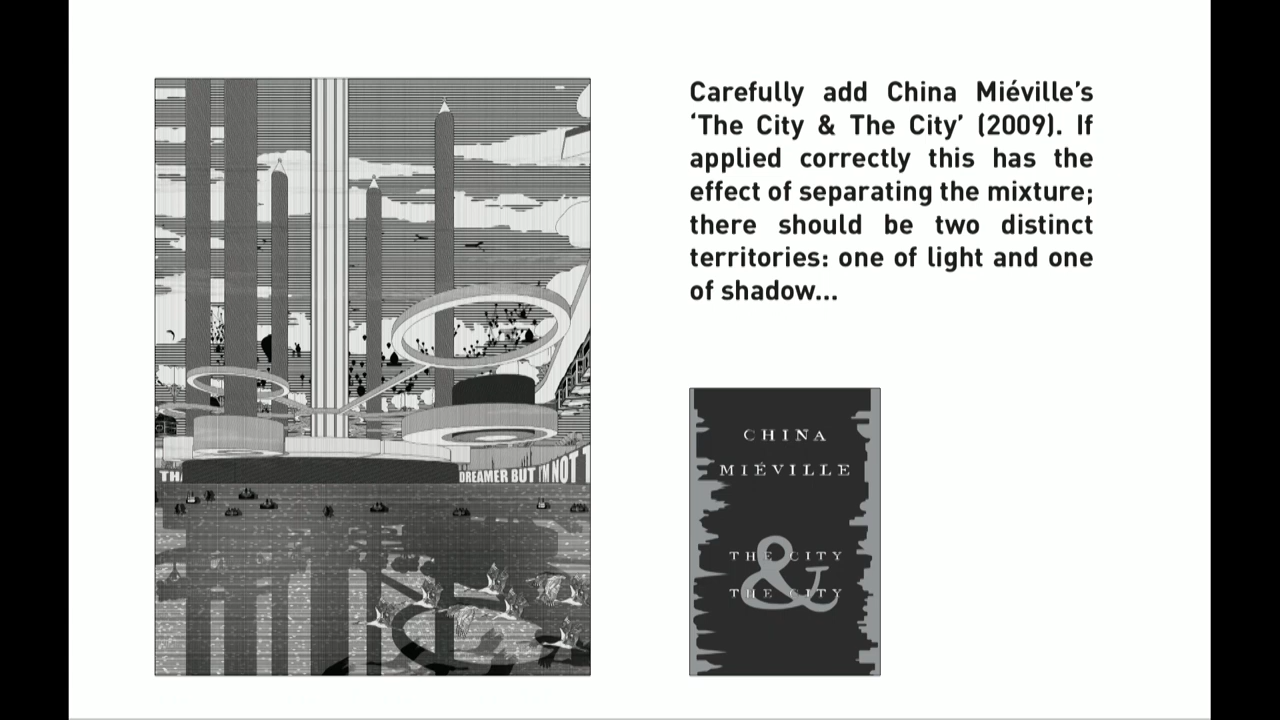 Carefully add China Miéville's
'The City & The City' (2009). If
applied correctly this has the
effect of separating the mixture;
there should be two distinct
territories: one of light and one
of shadow...
TH
DREAMER BUT I'M NOT T
CHINA
MIÉVILLE
THE CITY
&
THE CITY